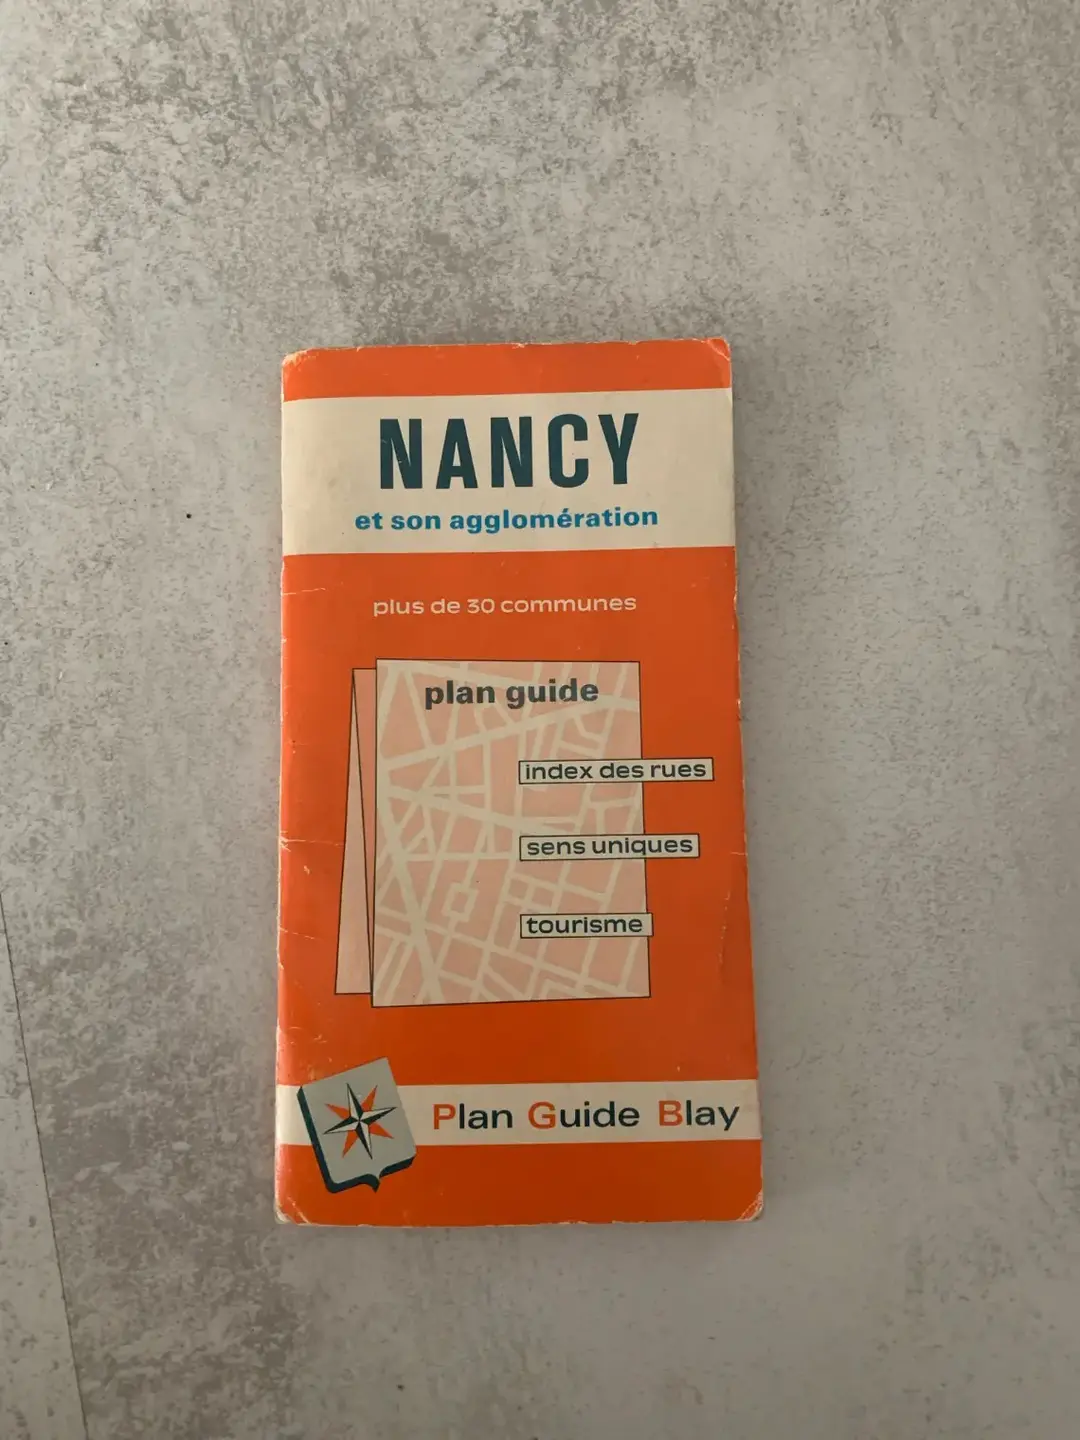 NANCY
et son agglomération
plus de 30 communes
plan guide
index des rues
sens uniques
tourisme
Plan Guide Blay